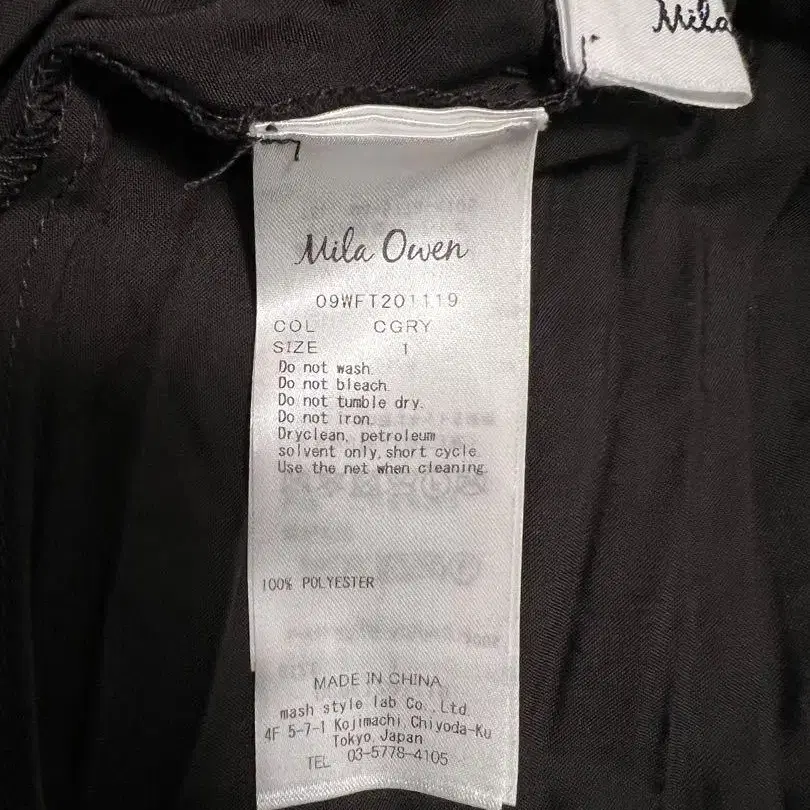 Mila
Mila Owen
09WFT201119
COL CGRY
SIZE 1
Do not wash.
Do not bleach.
Do not tumble dry.
Do not iron.
Dryclean, petroleum
solvent only, short cycle.
Use the net when cleaning.
100% POLYESTER
MADE IN CHINA
mash style lab Co.,Ltd.
4F 5-7-1 Kojimachi, Chiyoda-Ku
Tokyo, Japan
TEL 03-5778-4105